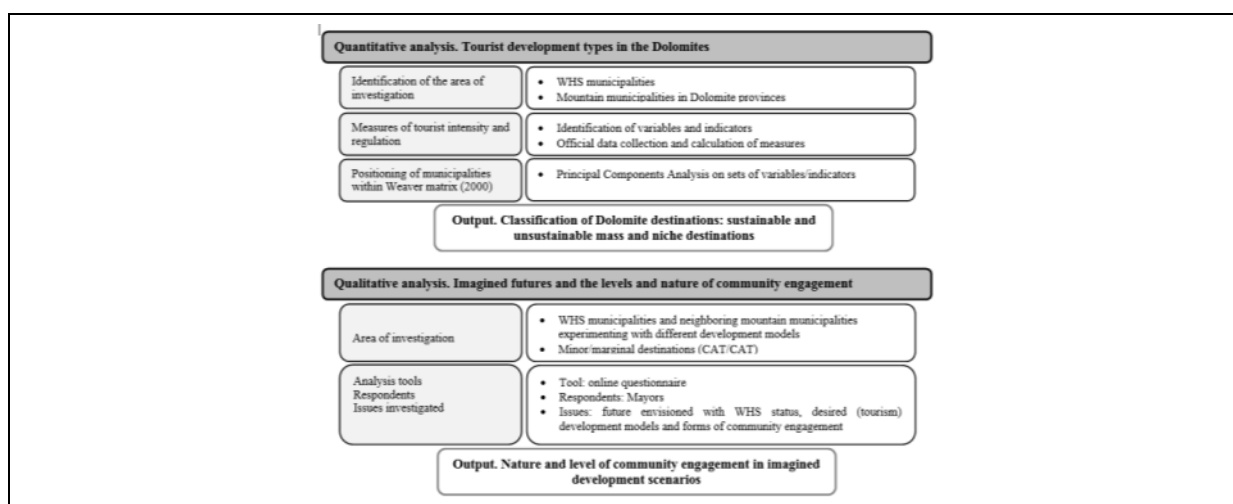 Quantitative analysis. Tourist development types in the Dolomites
Identification of the area of
investigation
• WHS municipalities
• Mountain municipalities in Dolomite provinces
Measures of tourist intensity and
regulation
• Identification of variables and indicators
• Official data collection and calculation of measures
Positioning of municipalities
within Weaver matrix (2000)
• Principal Components Analysis on sets of variables/indicators
Output. Classification of Dolomite destinations: sustainable and
unsustainable mass and niche destinations
Qualitative analysis. Imagined futures and the levels and nature of community engagement
Area of investigation
• WHS municipalities and neighboring mountain municipalities
experimenting with different development models
• Minor/marginal destinations (CAT/CAT)
Analysis tools
Respondents
Issues investigated
• Tool: online questionnaire
• Respondents: Mayors
• Issues: future envisioned with WHS status, desired (tourism)
development models and forms of community engagement
Output. Nature and level of community engagement in imagined
development scenarios